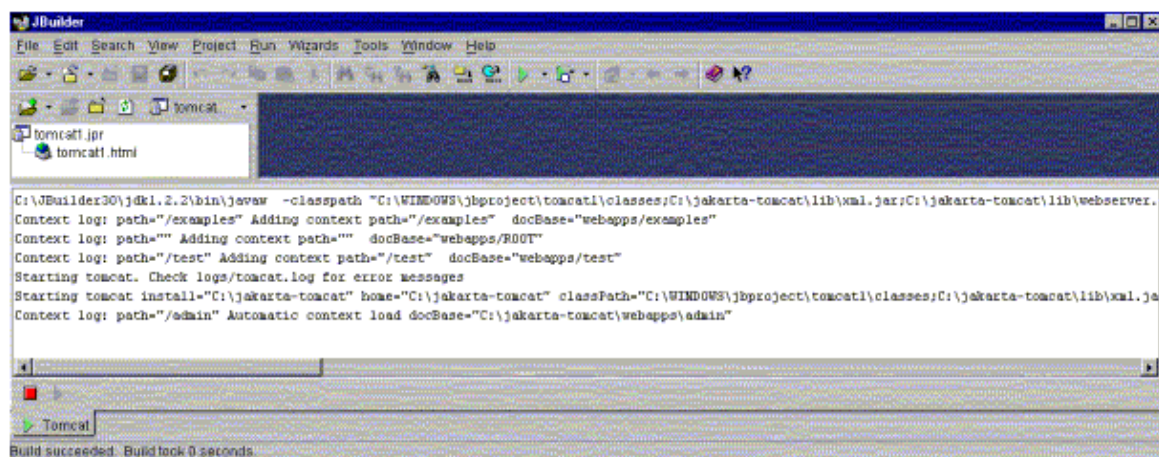 JBuilder
File Edit Search View Project Run Wizards Tools Window Help
tomcat...
tomcat1.jpr
tomcat1.html
C:\JBuilder30\jdk1.2.2\bin\javaw -classpath "C:\WINDOWS\jbproject\tomcat1\classes;C:\jakarta-tomcat\lib\xml.jar;C:\jakarta-tomcat\lib\webserver.
Context log: path="/examples" Adding context path="/examples" docBase="webapps/examples"
Context log: path="" Adding context path="" docBase="webapps/ROOT"
Context log: path="/test" Adding context path="/test" docBase="webapps/test"
Starting tomcat. Check logs/tomcat.log for error messages
Starting tomcat install="C:\jakarta-tomcat" home="C:\jakarta-tomcat" classPath="C:\WINDOWS\jbproject\tomcat1\classes;C:\jakarta-tomcat\lib\xml.ja
Context log: path="/admin" Automatic context load docBase="C:\jakarta-tomcat\webapps\admin"
Tomcat
Build succeeded. Build took 0 seconds.